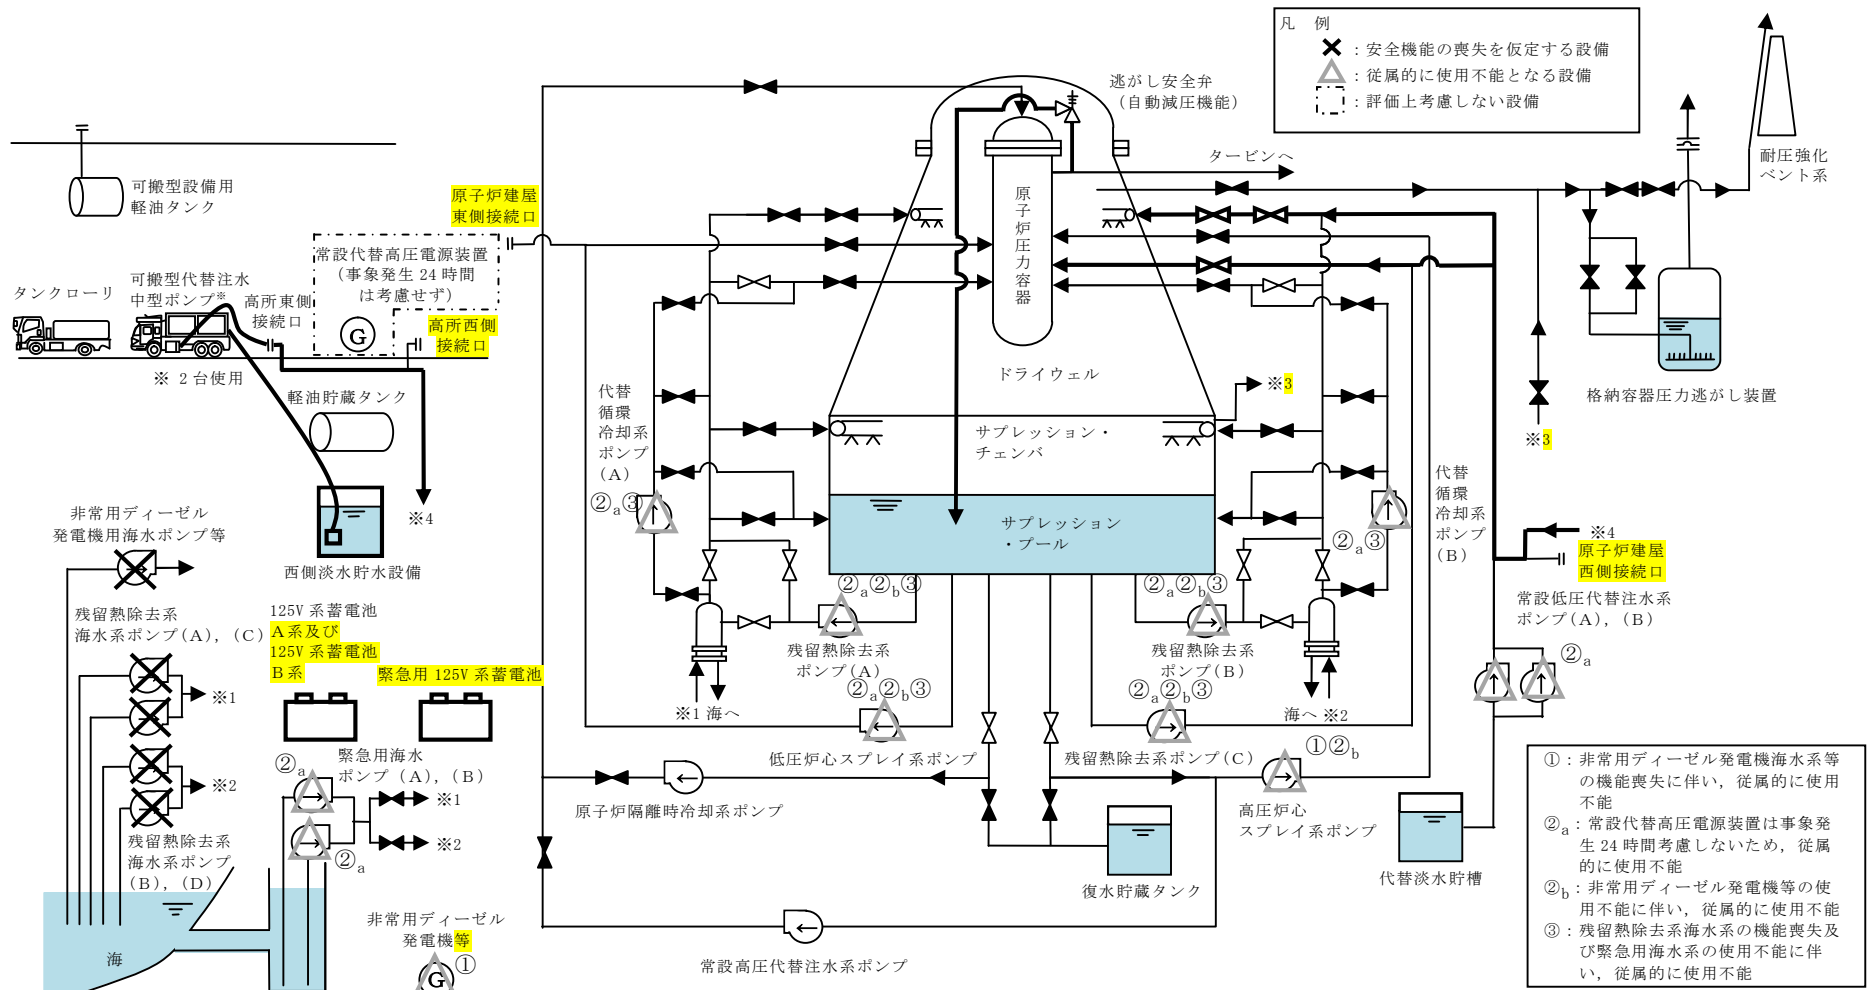 凡 例
：安全機能の喪失を仮定する設備
：従属的に使用不能となる設備
：評価上考慮しない設備
逃がし安全弁
（自動減圧機能）
タービンへ
耐圧強化
ベント系
可搬型設備用
軽油タンク
原子炉建屋
東側接続口
常設代替高圧電源装置
（事象発生 24 時間
は考慮せず）
G
タンクローリ
可搬型代替注水
中型ポンプ※
高所東側
接続口
高所西側
接続口
※ 2 台使用
軽油貯蔵タンク
西側淡水貯水設備
※4
原子炉圧力容器
ドライウェル
サプレッション・
チェンバ
サプレッション
・プール
※3
格納容器圧力逃がし装置
※3
代替
循環
冷却系
ポンプ
(A)
②a③
代替
循環
冷却系
ポンプ
(B)
②a③
※4
原子炉建屋
西側接続口
常設低圧代替注水系
ポンプ(A)，(B)
②a
代替淡水貯槽
非常用ディーゼル
発電機用海水ポンプ等
残留熱除去系
海水系ポンプ(A)，(C)
※1
※2
残留熱除去系
海水系ポンプ
(B)，(D)
海
125V 系蓄電池
A系及び
125V 系蓄電池
B 系
緊急用 125V 系蓄電池
②a
緊急用海水
ポンプ (A)，(B)
※1
※2
②a
非常用ディーゼル
発電機等
①
G
②a②b③
残留熱除去系
ポンプ(A)
②a②b③
残留熱除去系
ポンプ(B)
※1 海へ
海へ ※2
②a②b③
低圧炉心スプレイ系ポンプ
②a②b③
残留熱除去系ポンプ(C)
①②b
高圧炉心
スプレイ系ポンプ
原子炉隔離時冷却系ポンプ
復水貯蔵タンク
常設高圧代替注水系ポンプ
①：非常用ディーゼル発電機海水系等
の機能喪失に伴い，従属的に使用
不能
②a：常設代替高圧電源装置は事象発
生 24 時間考慮しないため，従属
的に使用不能
②b：非常用ディーゼル発電機等の使
用不能に伴い，従属的に使用不能
③：残留熱除去系海水系の機能喪失及
び緊急用海水系の使用不能に伴
い，従属的に使用不能